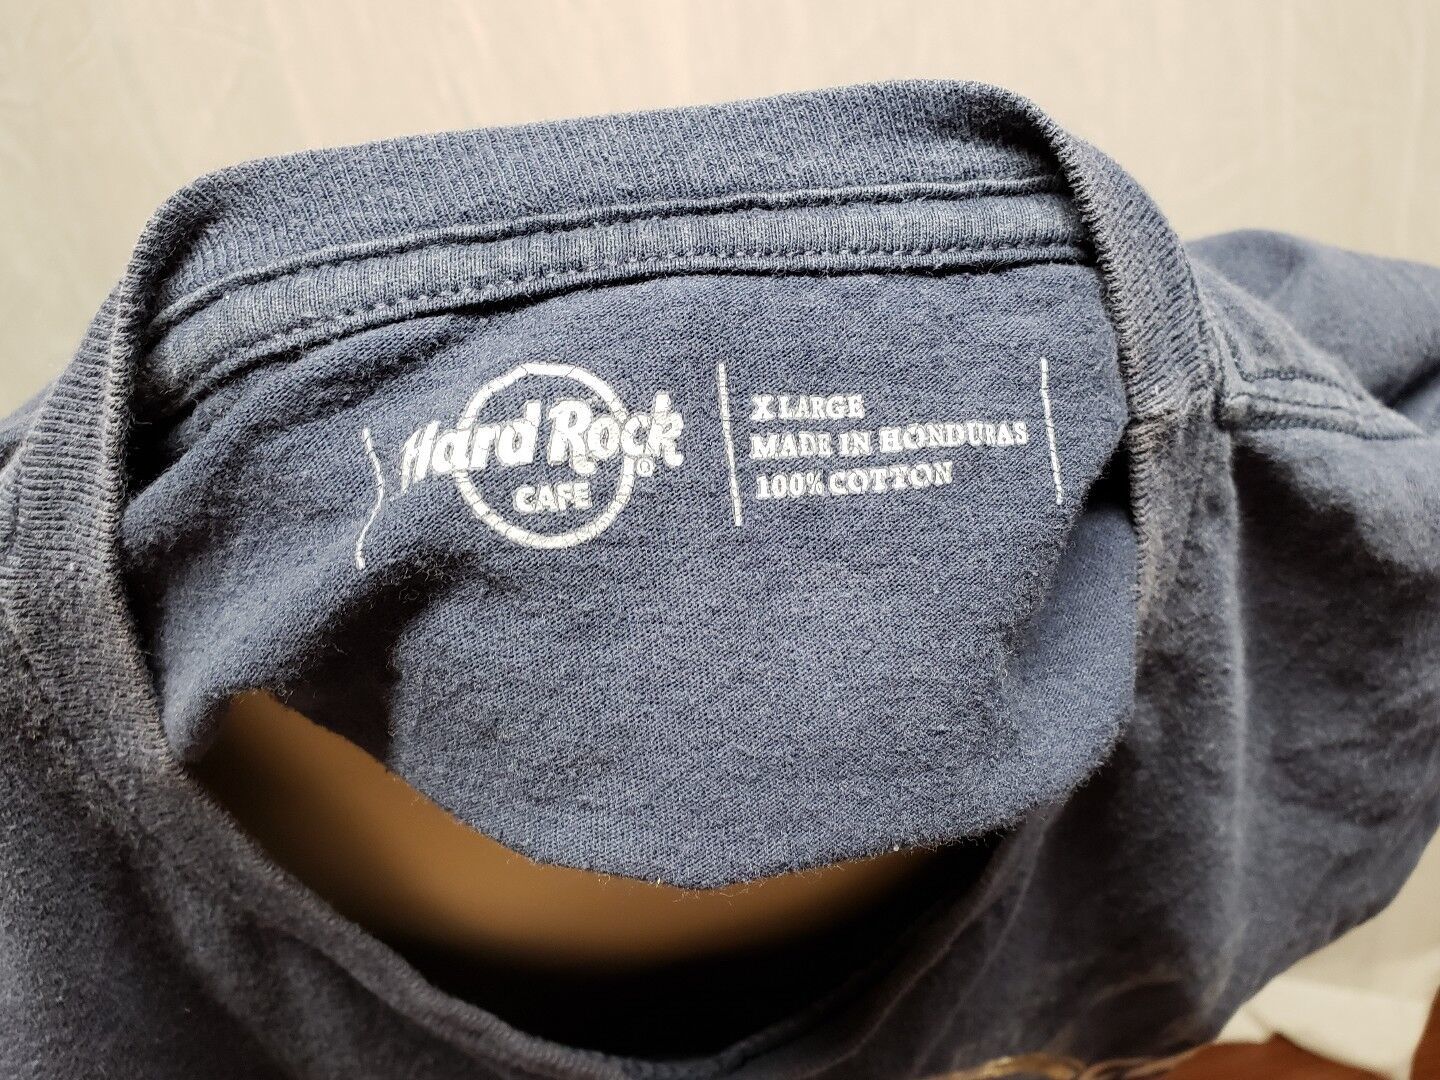 Hard Rock®
CAFE
X LARGE
MADE IN HONDURAS
100% COTTON